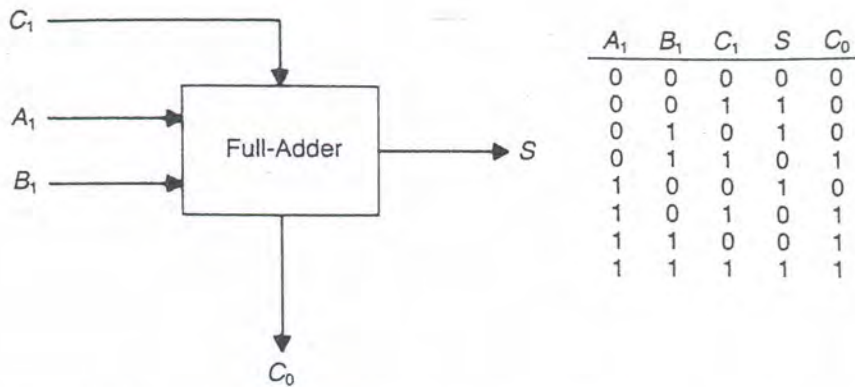 C₁
A₁
B₁
Full-Adder
S
C₀
A₁ B₁ C₁ S C₀
0 0 0 0 0
0 0 1 1 0
0 1 0 1 0
0 1 1 0 1
1 0 0 1 0
1 0 1 0 1
1 1 0 0 1
1 1 1 1 1